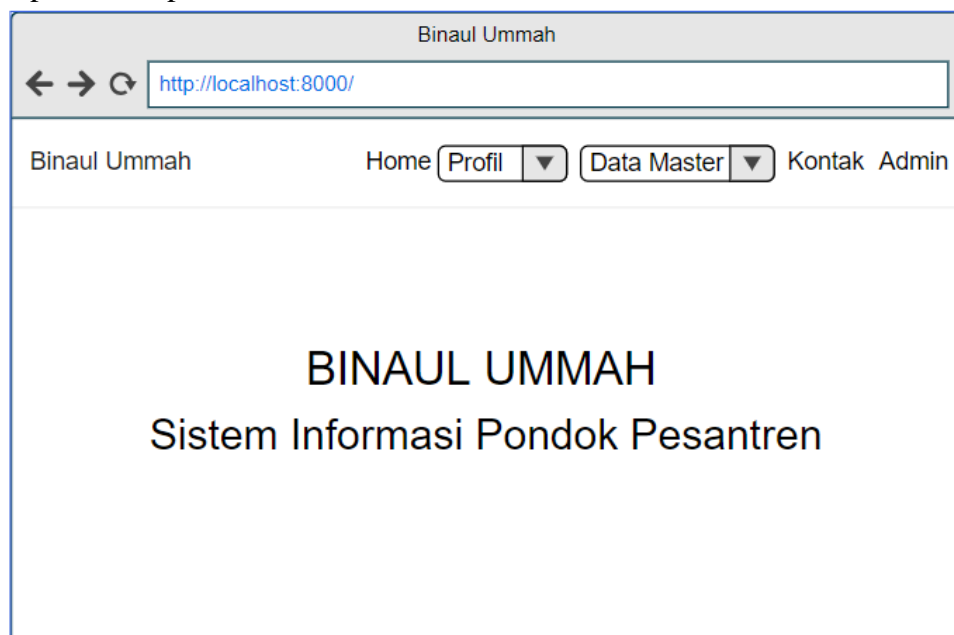 Binaul Ummah
http://localhost:8000/
Binaul Ummah Home Profil Data Master Kontak Admin
BINAUL UMMAH
Sistem Informasi Pondok Pesantren